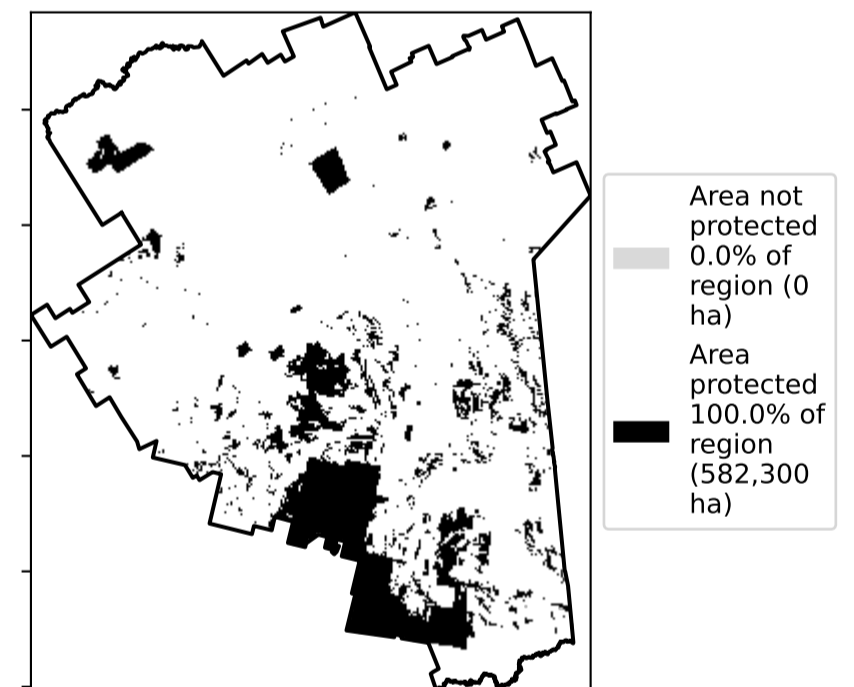 Area not
protected
0.0% of
region (0
ha)
Area
protected
100.0% of
region
(582,300
ha)